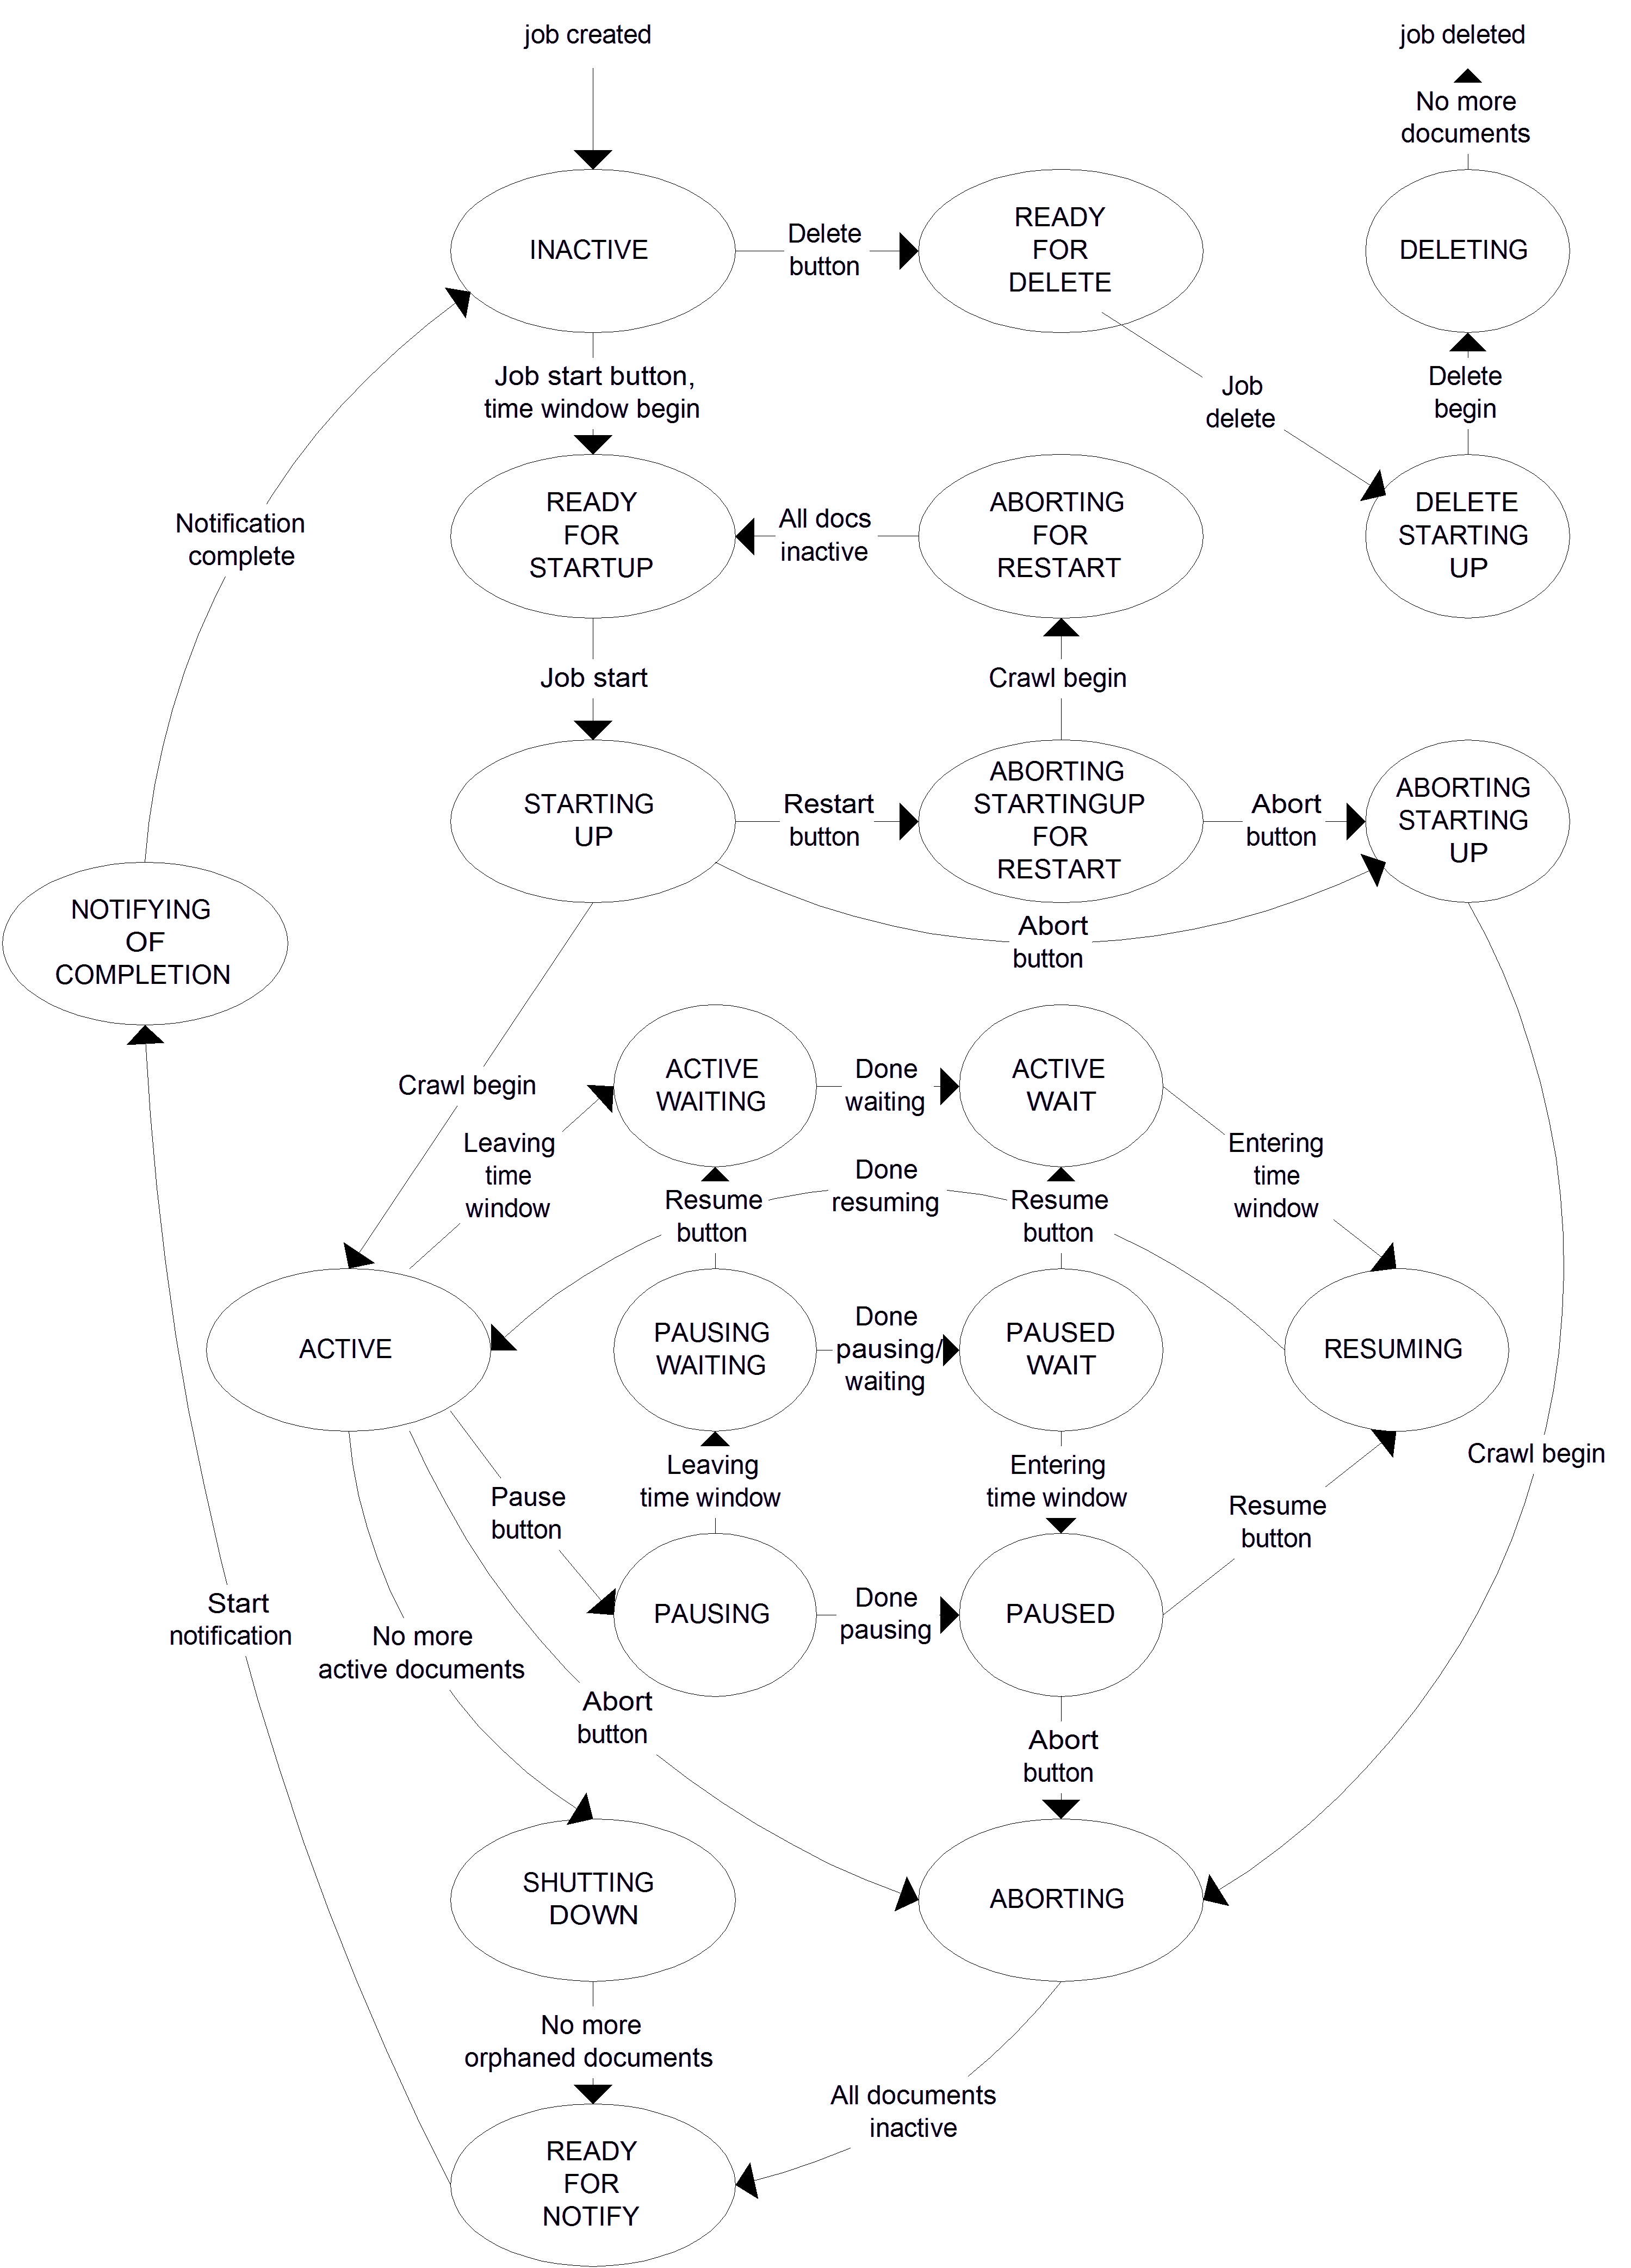 job created
job deleted
No more
documents
INACTIVE
Delete
button
READY
FOR
DELETE
DELETING
Job start button,
time window begin
Job
delete
Delete
begin
Notification
complete
READY
FOR
STARTUP
All docs
inactive
ABORTING
FOR
RESTART
DELETE
STARTING
UP
Job start
Crawl begin
STARTING
UP
Restart
button
ABORTING
STARTINGUP
FOR
RESTART
Abort
button
ABORTING
STARTING
UP
NOTIFYING
OF
COMPLETION
Abort
button
Crawl begin
ACTIVE
WAITING
Done
waiting
ACTIVE
WAIT
Leaving
time
window
Entering
time
window
Resume
button
Done
resuming
Resume
button
ACTIVE
PAUSING
WAITING
Done
pausing/
waiting
PAUSED
WAIT
RESUMING
Crawl begin
Leaving
time window
Entering
time window
Pause
button
Resume
button
Start
notification
No more
active documents
PAUSING
Done
pausing
PAUSED
Abort
button
Abort
button
SHUTTING
DOWN
ABORTING
No more
orphaned documents
All documents
inactive
READY
FOR
NOTIFY